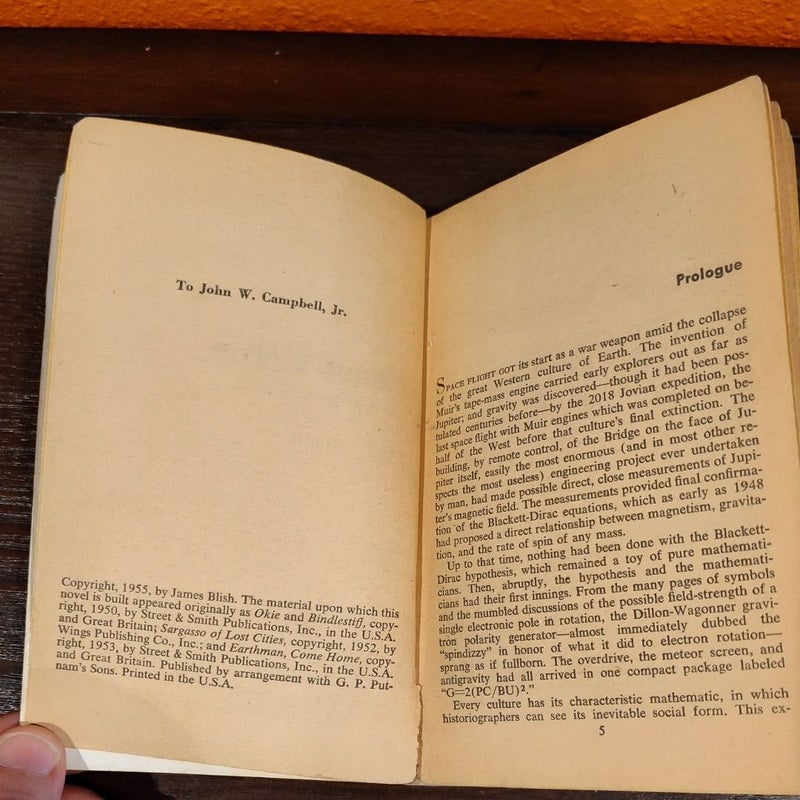 To John W. Campbell, Jr.
Copyright, 1955, by James Blish. The material upon which this
novel is built appeared originally as Okie and Bindlestiff, copy-
right, 1950, by Street & Smith Publications, Inc., in the U.S.A.
and Great Britain; Sargasso of Lost Cities, copyright, 1952, by
Wings Publishing Co., Inc.; and Earthman, Come Home, copy-
right, 1953, by Street & Smith Publications, Inc., in the U.S.A.
and Great Britain. Published by arrangement with G. P. Put-
nam's Sons. Printed in the U.S.A.
Prologue
SPACE FLIGHT GOT its start as a war weapon amid the collapse
of the great Western culture of Earth. The invention of
Muir's tape-mass engine carried early explorers out as far as
Jupiter; and gravity was discovered—though it had been pos-
tulated centuries before—by the 2018 Jovian expedition, the
last space flight with Muir engines which was completed on be-
half of the West before that culture's final extinction. The
building, by remote control, of the Bridge on the face of Ju-
piter itself, easily the most enormous (and in most other re-
spects the most useless) engineering project ever undertaken
by man, had made possible direct, close measurements of Jupi-
ter's magnetic field. The measurements provided final confirma-
tion of the Blackett-Dirac equations, which as early as 1948
had proposed a direct relationship between magnetism, gravita-
tion, and the rate of spin of any mass.
Up to that time, nothing had been done with the Blackett-
Dirac hypothesis, which remained a toy of pure mathemati-
cians. Then, abruptly, the hypothesis and the mathemati-
cians had their first innings. From the many pages of symbols
and the mumbled discussions of the possible field-strength of a
single electronic pole in rotation, the Dillon-Wagonner gravi-
tron polarity generator—almost immediately dubbed the
"spindizzy" in honor of what it did to electron rotation—
sprang as if fullborn. The overdrive, the meteor screen, and
antigravity had all arrived in one compact package labeled
"G=2(PC/BU)²."
Every culture has its characteristic mathematic, in which
historiographers can see its inevitable social form. This ex-
5